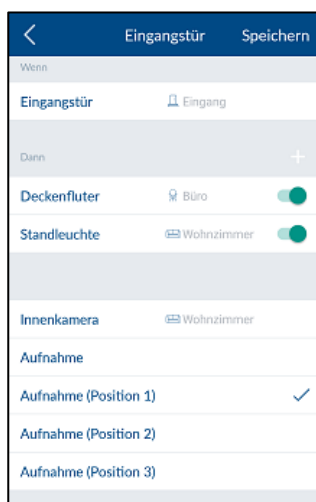 Eingangstür Speichern
Wenn
Eingangstür Eingang
Dann
Deckenfluter Büro
Standleuchte Wohnzimmer
Innenkamera Wohnzimmer
Aufnahme
Aufnahme (Position 1)
Aufnahme (Position 2)
Aufnahme (Position 3)